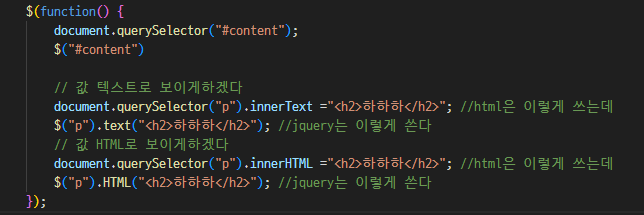 $(function() {
document.querySelector("#content");
$("#content")
// 값 텍스트로 보이게하겠다
document.querySelector("p").innerText ="<h2>하하하</h2>"; //html은 이렇게 쓰는데
$("p").text("<h2>하하하</h2>"); //jquery는 이렇게 쓴다
// 값 HTML로 보이게하겠다
document.querySelector("p").innerHTML ="<h2>하하하</h2>"; //html은 이렇게 쓰는데
$("p").HTML("<h2>하하하</h2>"); //jquery는 이렇게 쓴다
});